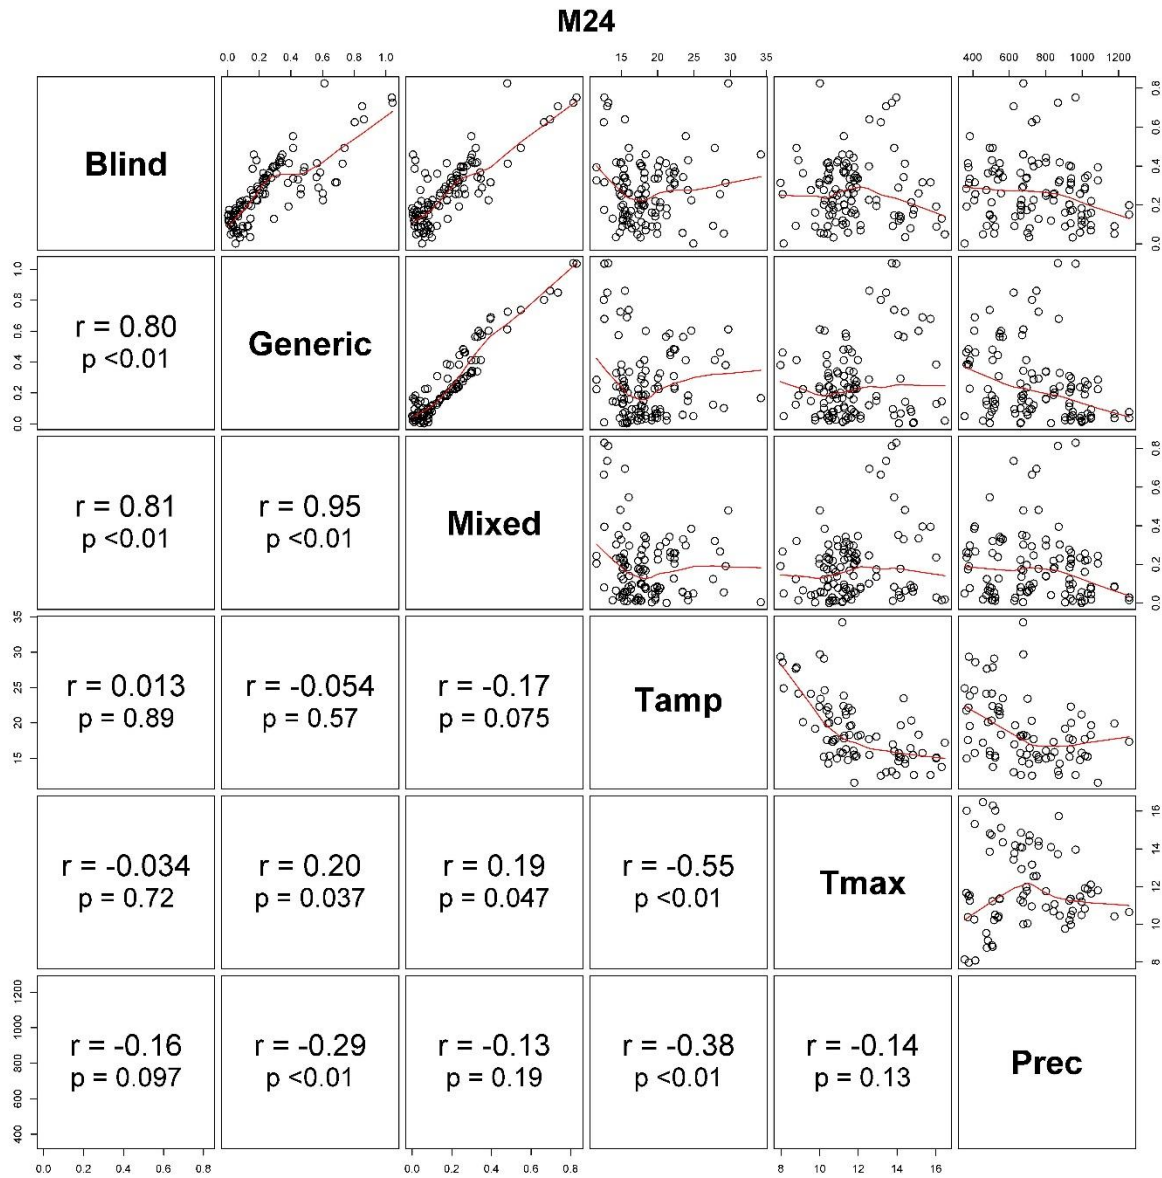 M24
0.0 0.2 0.4 0.6 0.8 1.0
15 20 25 30 35
400 600 800 1000 1200
Blind
0.0 0.2 0.4 0.6 0.8
0.0 0.2 0.4 0.6 0.8 1.0
r = 0.80
p <0.01
Generic
r = 0.81
p <0.01
r = 0.95
p <0.01
Mixed
0.0 0.2 0.4 0.6 0.8
15 20 25 30 35
r = 0.013
p = 0.89
r = -0.054
p = 0.57
r = -0.17
p = 0.075
Tamp
r = -0.034
p = 0.72
r = 0.20
p = 0.037
r = 0.19
p = 0.047
r = -0.55
p <0.01
Tmax
8 10 12 14 16
400 600 800 1000 1200
r = -0.16
p = 0.097
r = -0.29
p <0.01
r = -0.13
p = 0.19
r = -0.38
p <0.01
r = -0.14
p = 0.13
Prec
0.0 0.2 0.4 0.6 0.8
0.0 0.2 0.4 0.6 0.8
8 10 12 14 16